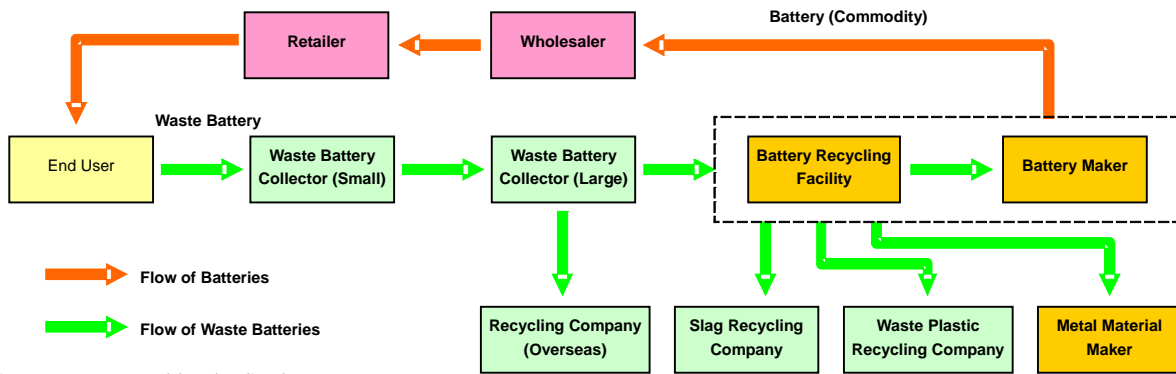 Battery (Commodity)
Retailer
Wholesaler
Waste Battery
End User
Waste Battery
Collector (Small)
Waste Battery
Collector (Large)
Battery Recycling
Facility
Battery Maker
Flow of Batteries
Flow of Waste Batteries
Recycling Company
(Overseas)
Slag Recycling
Company
Waste Plastic
Recycling Company
Metal Material
Maker